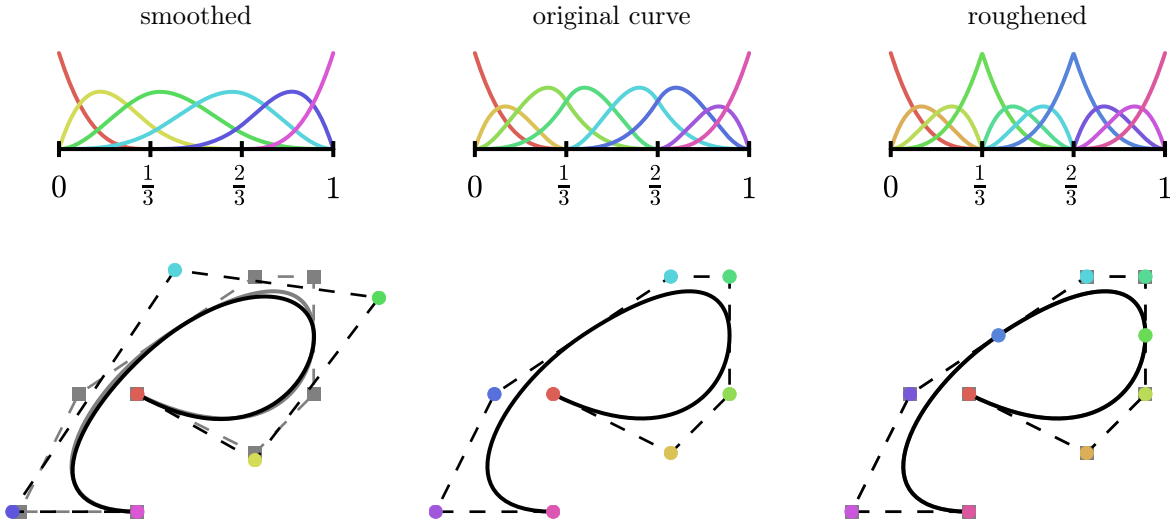 smoothed original curve roughened
0 1/3 2/3 1 0 1/3 2/3 1 0 1/3 2/3 1